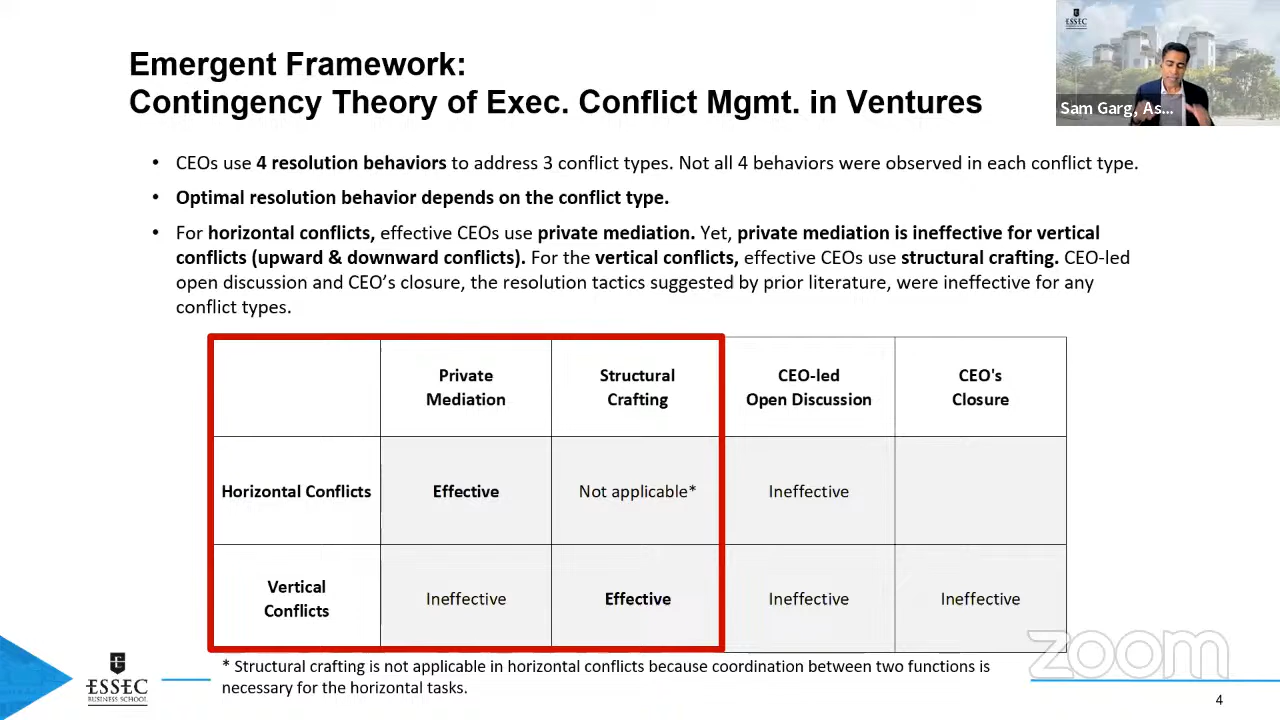 ESSEC
Sam Garg, As...
Emergent Framework:
Contingency Theory of Exec. Conflict Mgmt. in Ventures
• CEOs use 4 resolution behaviors to address 3 conflict types. Not all 4 behaviors were observed in each conflict type.
• Optimal resolution behavior depends on the conflict type.
• For horizontal conflicts, effective CEOs use private mediation. Yet, private mediation is ineffective for vertical
conflicts (upward & downward conflicts). For the vertical conflicts, effective CEOs use structural crafting. CEO-led
open discussion and CEO’s closure, the resolution tactics suggested by prior literature, were ineffective for any
conflict types.
Private
Mediation
Structural
Crafting
CEO-led
Open Discussion
CEO's
Closure
Horizontal Conflicts
Effective
Not applicable*
Ineffective
Vertical
Conflicts
Ineffective
Effective
Ineffective
Ineffective
* Structural crafting is not applicable in horizontal conflicts because coordination between two functions is
necessary for the horizontal tasks.
ESSEC
BUSINESS SCHOOL
zoom
4